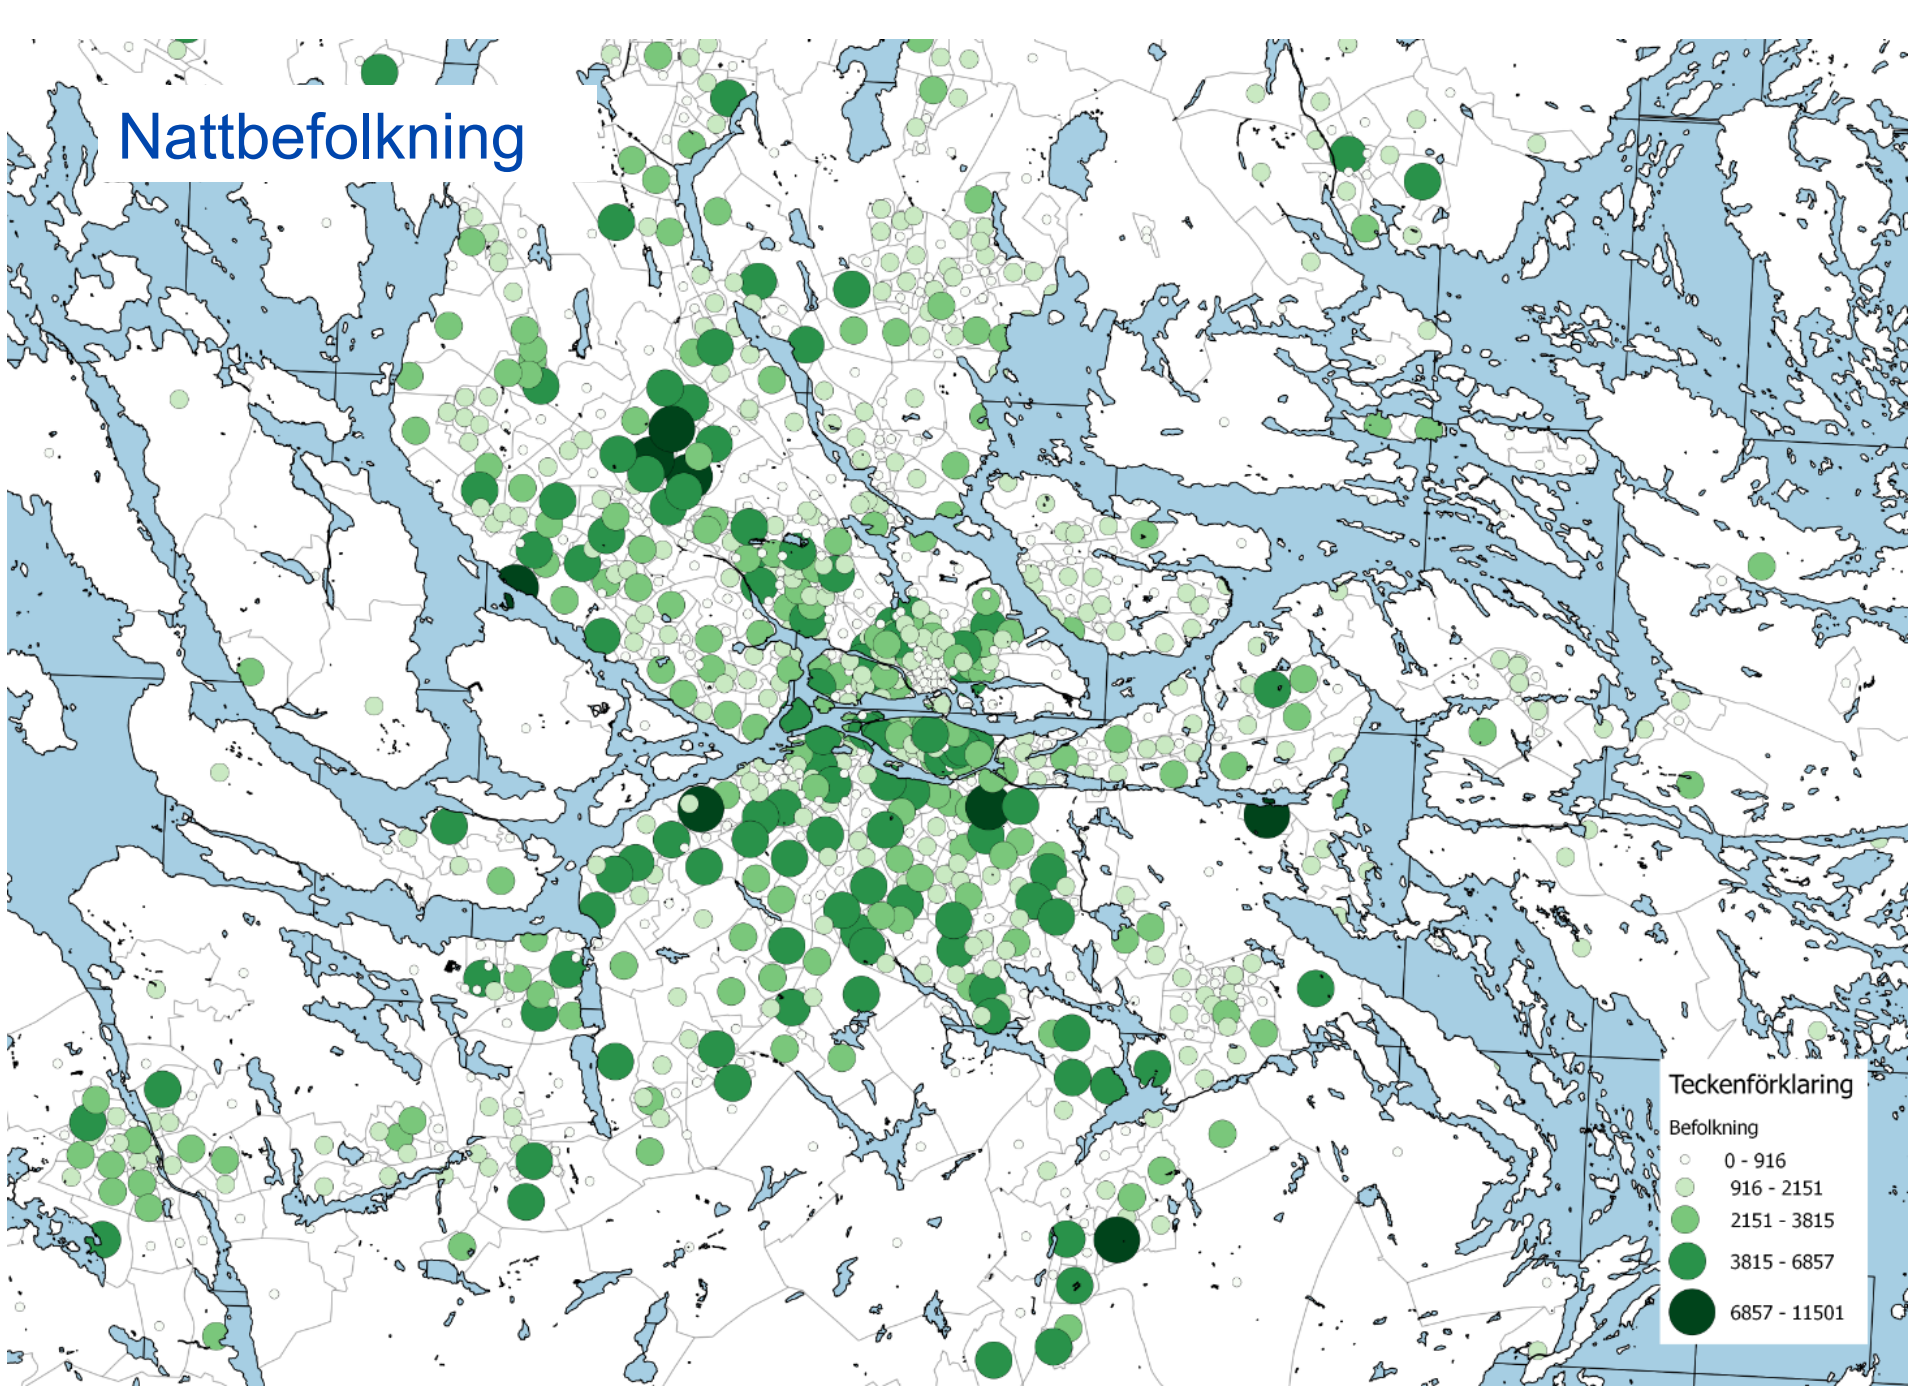 Nattbefolkning
Teckenförklaring
Befolkning
0 - 916
916 - 2151
2151 - 3815
3815 - 6857
6857 - 11501